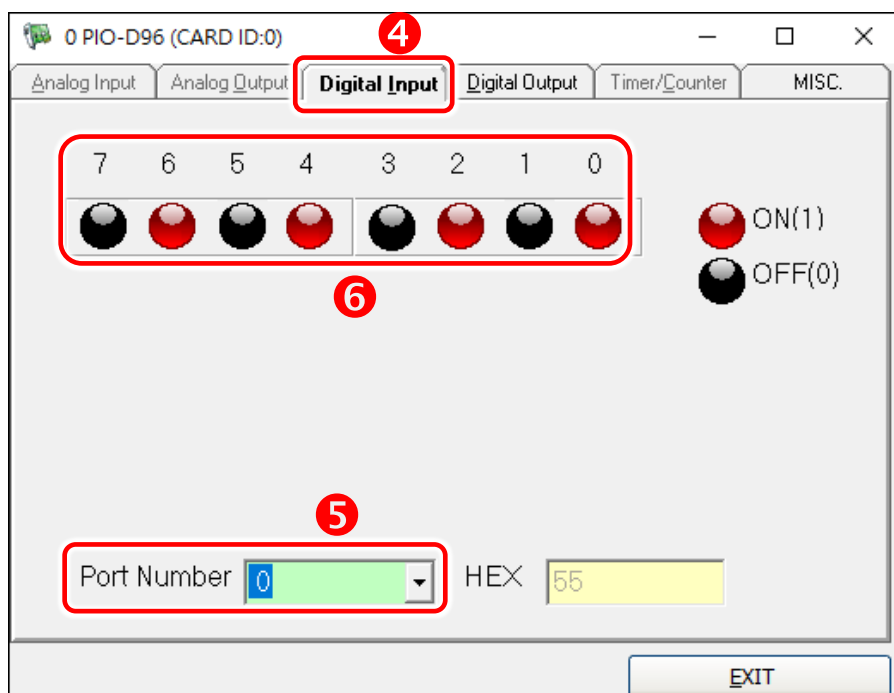 0 PIO-D96 (CARD ID:0)
4
Analog Input Analog Output Digital Input Digital Output Timer/Counter MISC.
7 6 5 4 3 2 1 0
ON(1)
OFF(0)
6
5
Port Number 0 HEX 55
EXIT